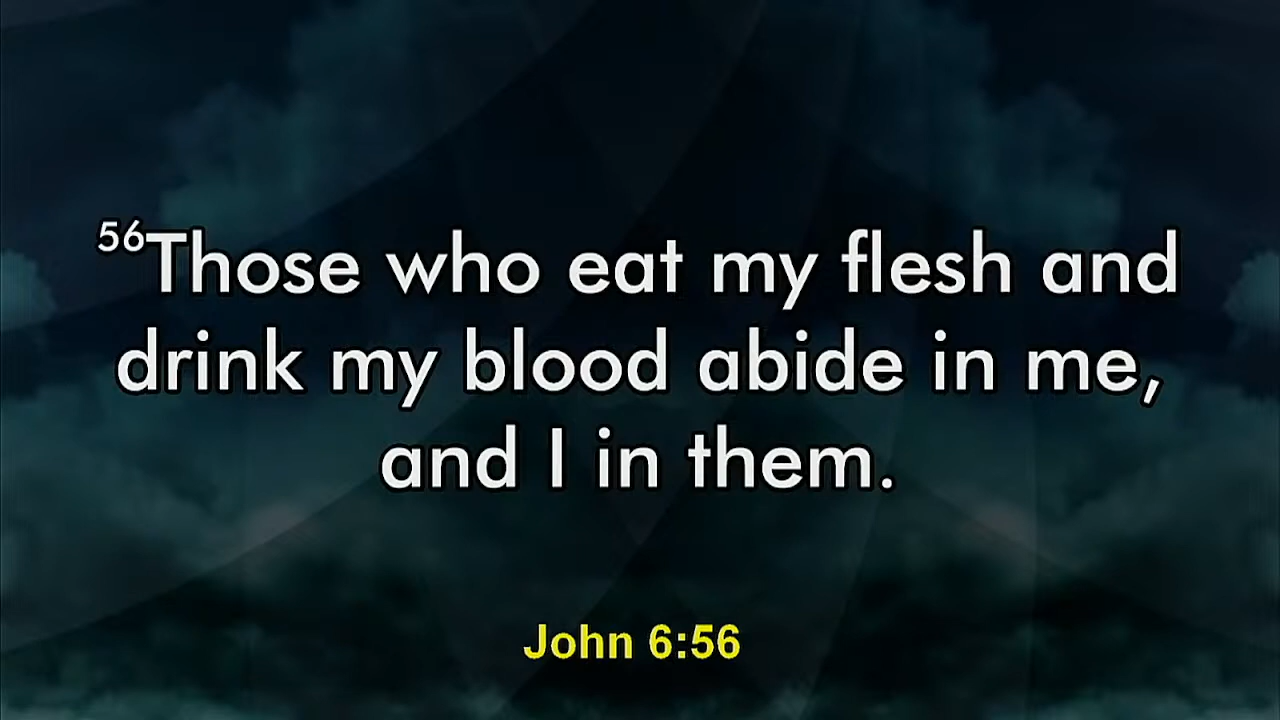 56Those who eat my flesh and
drink my blood abide in me,
and I in them.
John 6:56